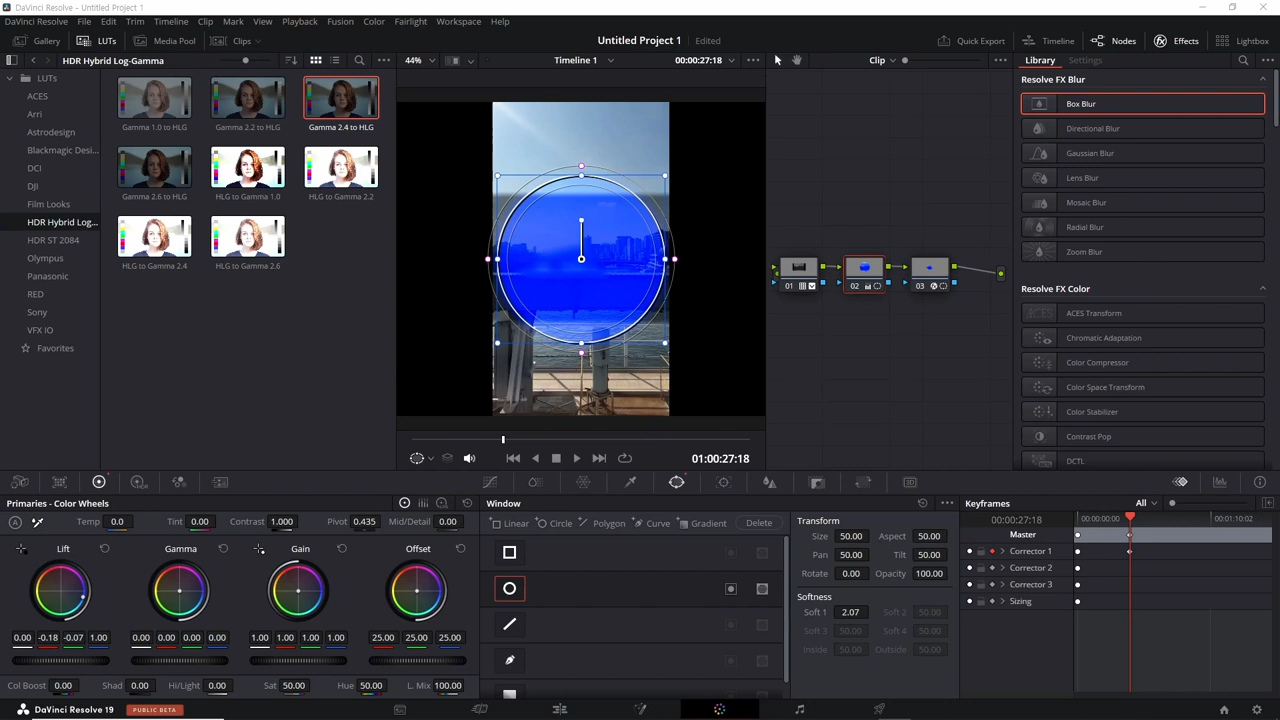 DaVinci Resolve - Untitled Project 1
DaVinci Resolve File Edit Trim Timeline Clip Mark View Playback Fusion Color Fairlight Workspace Help
Gallery LUTs Media Pool Clips Untitled Project 1 Edited Quick Export Timeline Nodes Effects Lightbox
HDR Hybrid Log-Gamma 44% Timeline 1 00:00:27:18 Clip Library Settings
LUTs
ACES
Arri
Astrodesign
Blackmagic Desi...
DCI
DJI
Film Looks
HDR Hybrid Log...
HDR ST 2084
Olympus
Panasonic
RED
Sony
VFX IO
Favorites
Gamma 1.0 to HLG Gamma 2.2 to HLG Gamma 2.4 to HLG
Gamma 2.6 to HLG HLG to Gamma 1.0 HLG to Gamma 2.2
HLG to Gamma 2.4 HLG to Gamma 2.6
01 02 03
Resolve FX Blur
Box Blur
Directional Blur
Gaussian Blur
Lens Blur
Mosaic Blur
Radial Blur
Zoom Blur
Resolve FX Color
ACES Transform
Chromatic Adaptation
Color Compressor
Color Space Transform
Color Stabilizer
Contrast Pop
DCTL
01:00:27:18
Primaries - Color Wheels
Temp 0.0 Tint 0.00 Contrast 1.000 Pivot 0.435 Mid/Detail 0.00
Lift Gamma Gain Offset
0.00 -0.18 -0.07 1.00 0.00 0.00 0.00 0.00 1.00 1.00 1.00 1.00 25.00 25.00 25.00
Col Boost 0.00 Shad 0.00 Hi/Light 0.00 Sat 50.00 Hue 50.00 L. Mix 100.00
Window
Linear Circle Polygon Curve Gradient Delete
Transform
Size 50.00 Aspect 50.00
Pan 50.00 Tilt 50.00
Rotate 0.00 Opacity 100.00
Softness
Soft 1 2.07 Soft 2 50.00
Soft 3 50.00 Soft 4 50.00
Inside 50.00 Outside 50.00
Keyframes All
00:00:27:18 00:00:00:00 00:01:10:02
Master
Corrector 1
Corrector 2
Corrector 3
Sizing
DaVinci Resolve 19 PUBLIC BETA